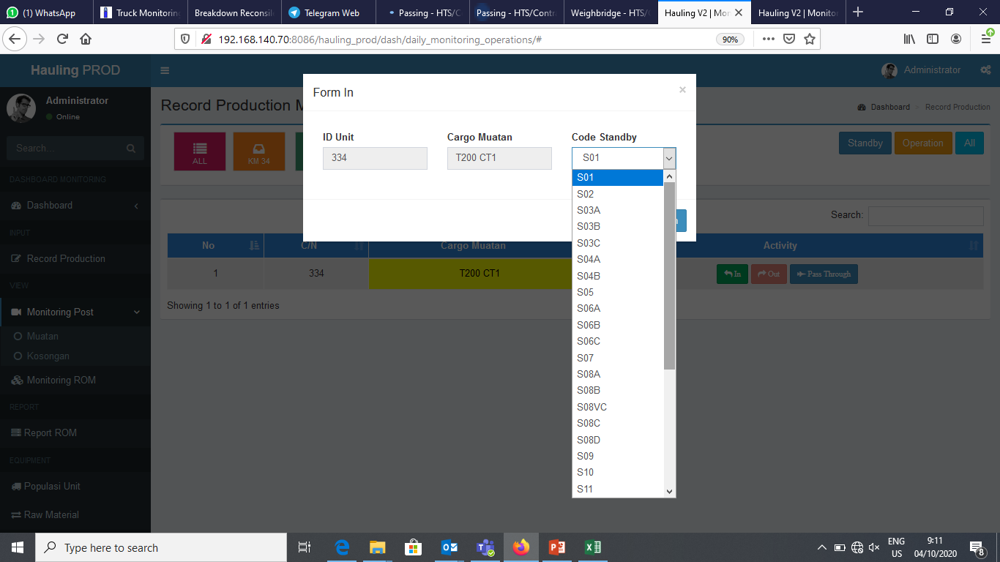 (1) WhatsApp
Truck Monitoring
Breakdown Reconsil
Telegram Web
Passing - HTS/C
Passing - HTS/Contra
Weighbridge - HTS/
Hauling V2 | Mon
Hauling V2 | Monitor
192.168.140.70:8086/hauling_prod/dash/daily_monitoring_operations/#
90%
Hauling PROD
Administrator
Administrator
Online
Search...
DASHBOARD MONITORING
Dashboard
INPUT
Record Production
VIEW
Monitoring Post
Muatan
Kosongan
Monitoring ROM
REPORT
Report ROM
EQUIPMENT
Populasi Unit
Raw Material
Record Production M
Dashboard > Record Production
ALL
KM 34
Standby
Operation
All
Form In
×
ID Unit
Cargo Muatan
Code Standby
334
T200 CT1
S01
S01
S02
S03A
S03B
S03C
S04A
S04B
S05
S06A
S06B
S06C
S07
S08A
S08B
S08VC
S08C
S08D
S09
S10
S11
Search:
No
C/N
Cargo Muatan
Activity
1
334
T200 CT1
In
Out
Pass Through
Showing 1 to 1 of 1 entries
Type here to search
ENG
US
9:11
04/10/2020
8